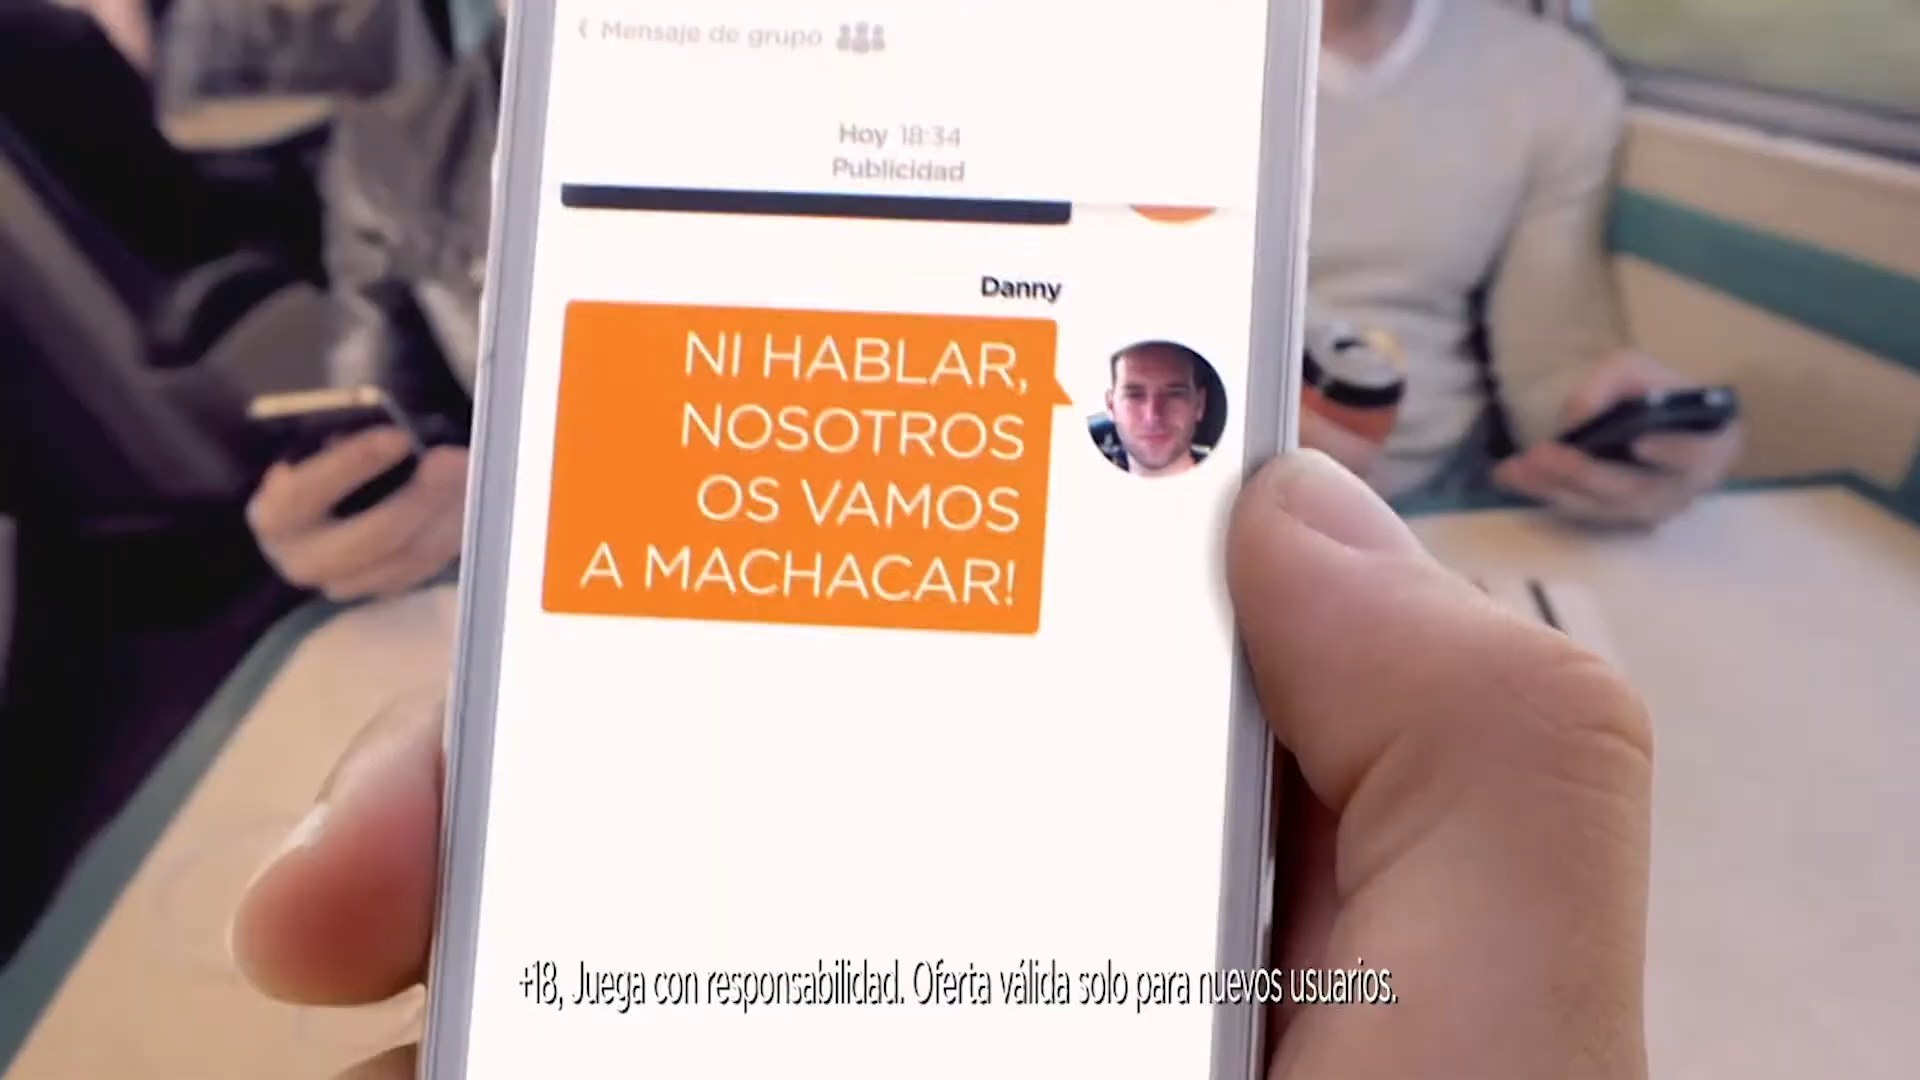 Mensaje de grupo
Hoy 18:34
Publicidad
Danny
NI HABLAR,
NOSOTROS
OS VAMOS
A MACHACAR!
+18, Juega con responsabilidad. Oferta válida solo para nuevos usuarios.